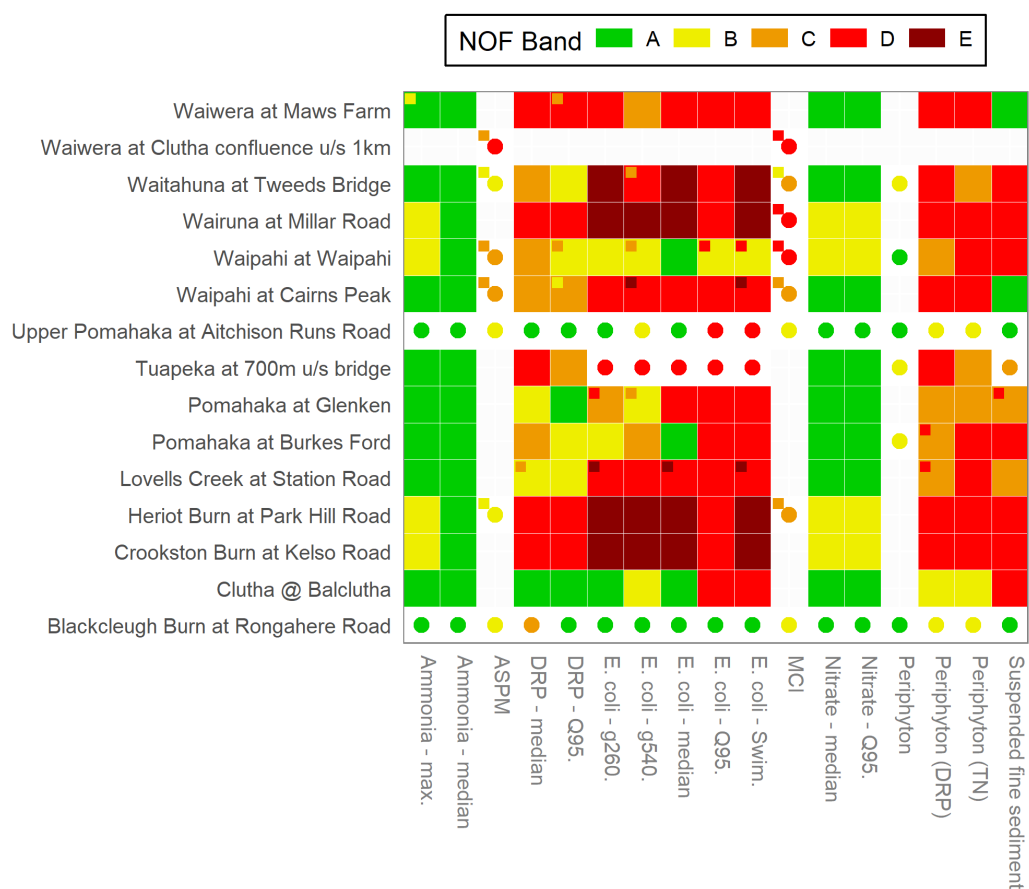 NOF Band A B C D E
Waiwera at Maws Farm
Waiwera at Clutha confluence u/s 1km
Waitahuna at Tweeds Bridge
Wairuna at Millar Road
Waipahi at Waipahi
Waipahi at Cairns Peak
Upper Pomahaka at Aitchison Runs Road
Tuapeka at 700m u/s bridge
Pomahaka at Glenken
Pomahaka at Burkes Ford
Lovells Creek at Station Road
Heriot Burn at Park Hill Road
Crookston Burn at Kelso Road
Clutha @ Balclutha
Blackcleugh Burn at Rongahere Road
Ammonia - max.
Ammonia - median
ASPM
DRP - median
DRP - Q95.
E. coli - g260.
E. coli - g540.
E. coli - median
E. coli - Q95.
E. coli - Swim.
MCI
Nitrate - median
Nitrate - Q95.
Periphyton
Periphyton (DRP)
Periphyton (TN)
Suspended fine sediment